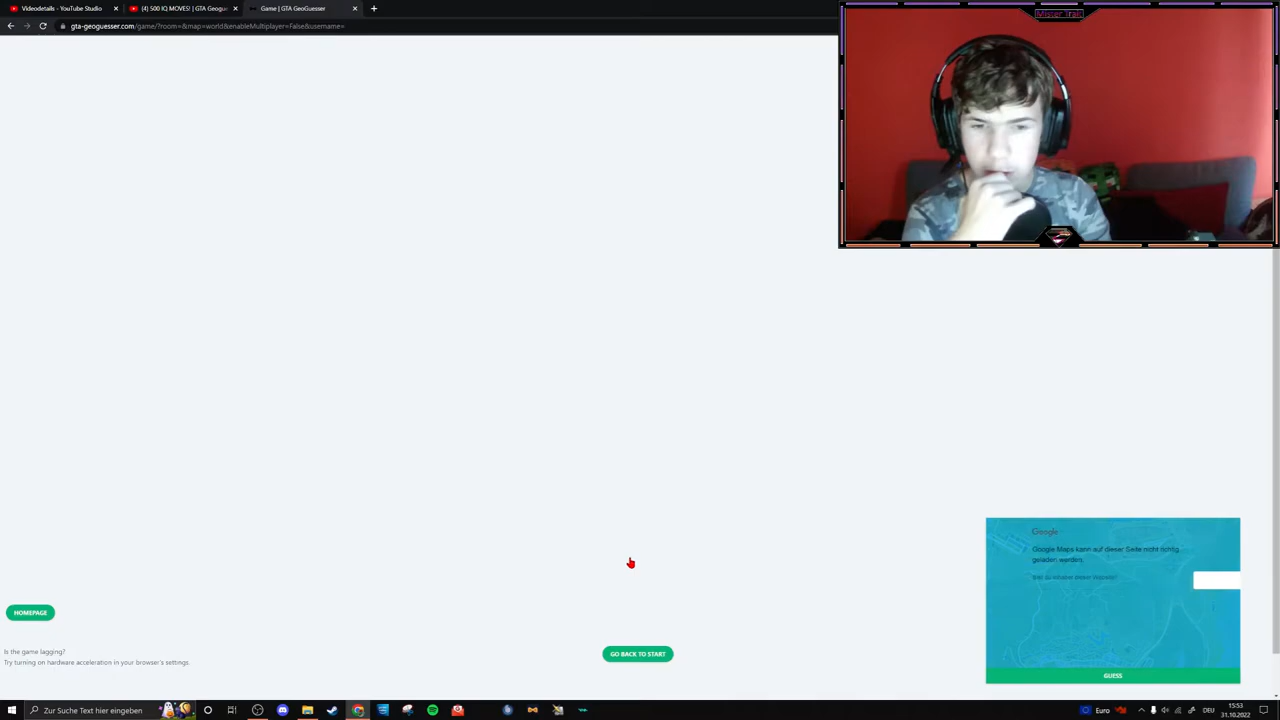 Videodetails - YouTube Studio
(4) 500 IQ MOVES! | GTA Geogu
Game | GTA GeoGuesser
gta-geoguesser.com/game/?room=&map=world&enableMultiplayer=False&username=
Mister Trak
Google
Google Maps kann auf dieser Seite nicht richtig
geladen werden.
GUESS
HOMEPAGE
Is the game lagging?
Try turning on hardware acceleration in your browser's settings.
GO BACK TO START
Zur Suche Text hier eingeben
Euro
DEU
15:53
31.10.2022